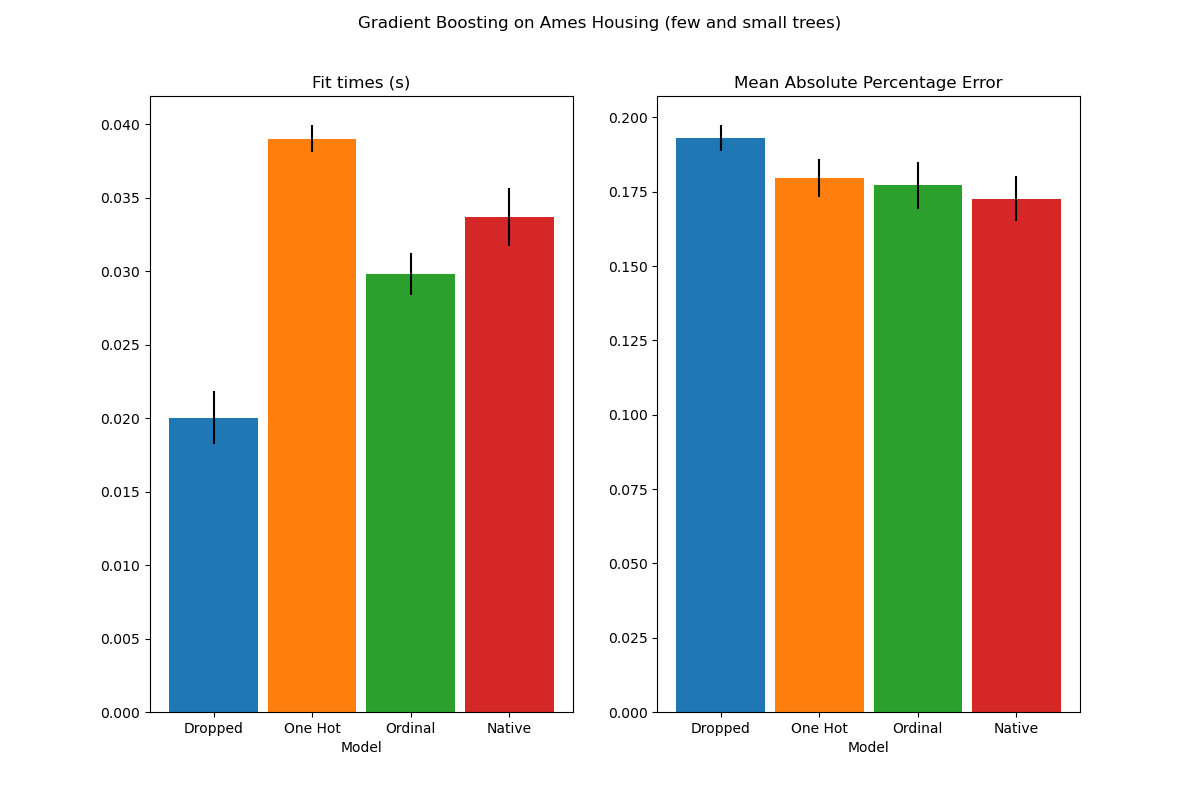 Gradient Boosting on Ames Housing (few and small trees)
Fit times (s)
0.040
0.035
0.030
0.025
0.020
0.015
0.010
0.005
0.000
Dropped One Hot Ordinal Native
Model
Mean Absolute Percentage Error
0.200
0.175
0.150
0.125
0.100
0.075
0.050
0.025
0.000
Dropped One Hot Ordinal Native
Model